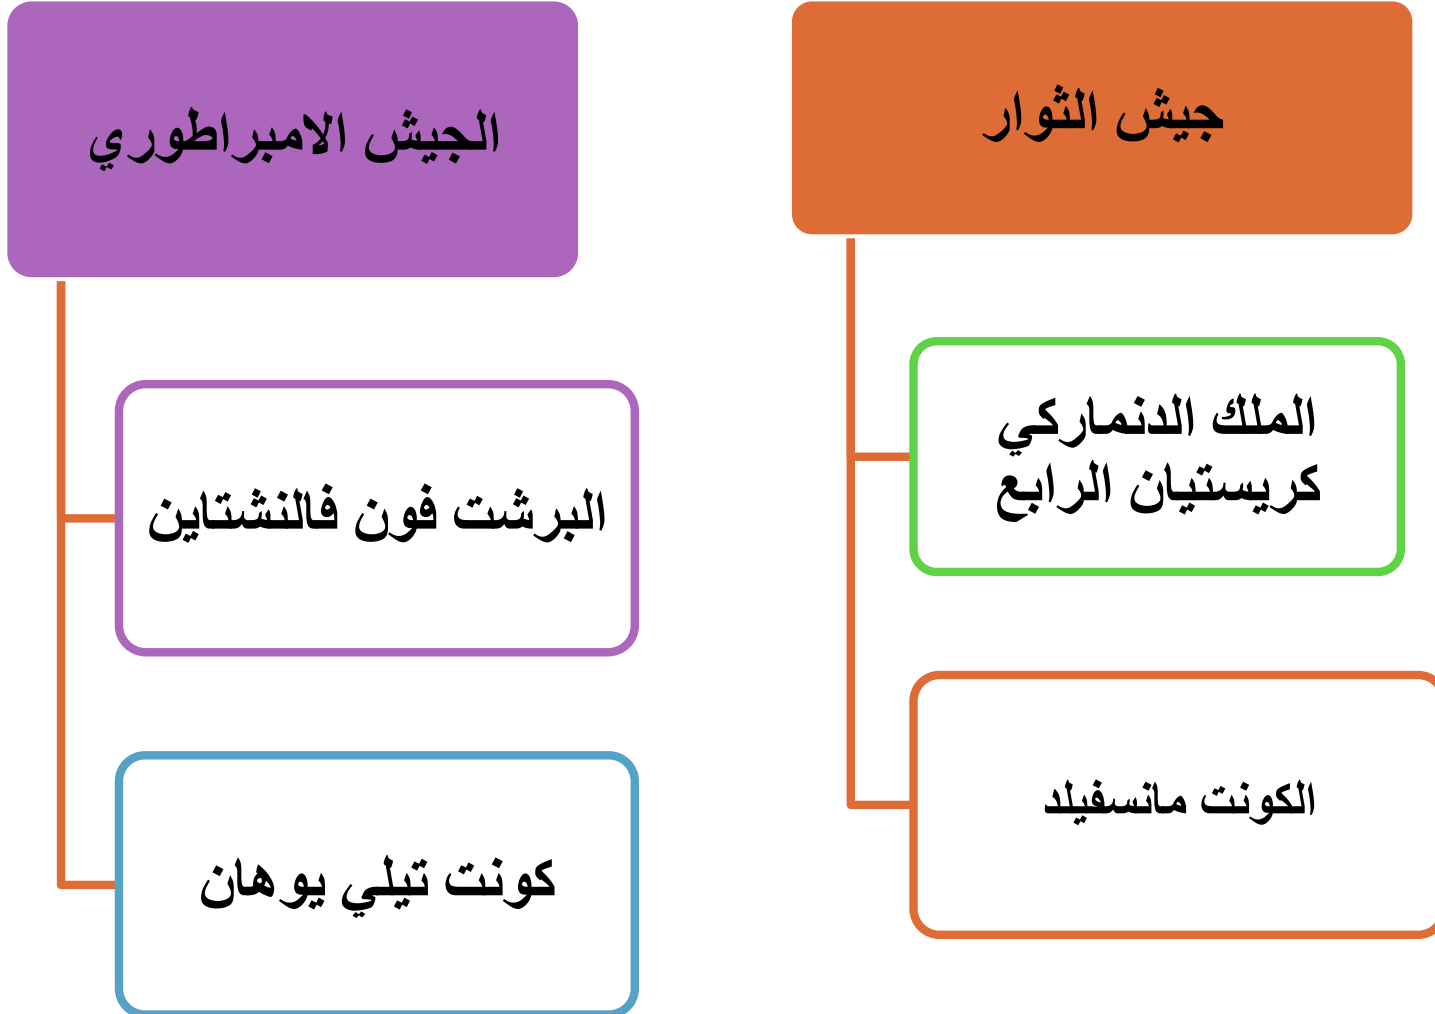 جيش الثوار
الملك الدنماركي
كريستيان الرابع
الكونت مانسفيلد
الجيش الامبراطوري
البرشت فون فالنشتاين
كونت تيلي يوهان